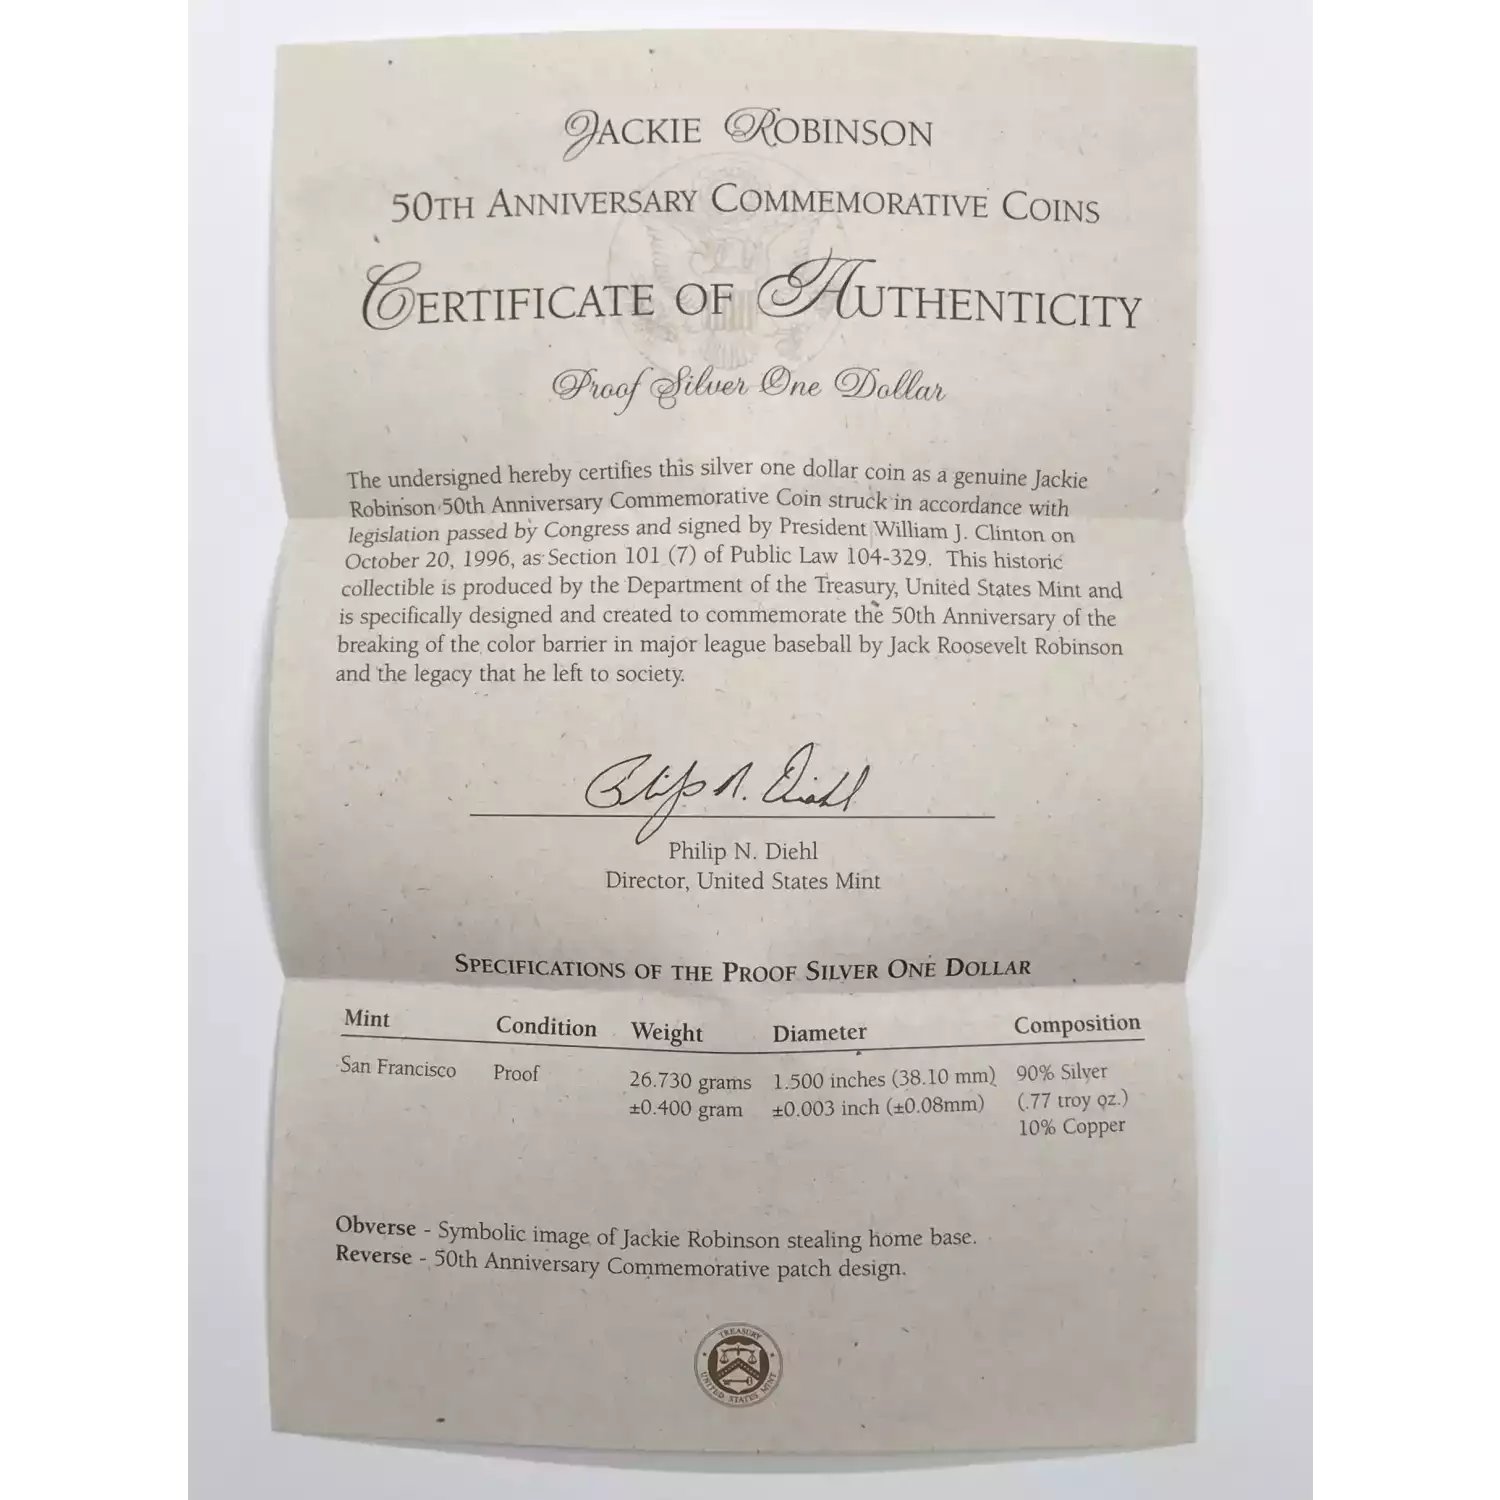 Jackie Robinson
50th Anniversary Commemorative Coins
Certificate of Authenticity
Proof Silver One Dollar
The undersigned hereby certifies this silver one dollar coin as a genuine Jackie
Robinson 50th Anniversary Commemorative Coin struck in accordance with
legislation passed by Congress and signed by President William J. Clinton on
October 20, 1996, as Section 101 (7) of Public Law 104-329. This historic
collectible is produced by the Department of the Treasury, United States Mint and
is specifically designed and created to commemorate the 50th Anniversary of the
breaking of the color barrier in major league baseball by Jack Roosevelt Robinson
and the legacy that he left to society.
Philip N. Diehl
Philip N. Diehl
Director, United States Mint
Specifications of the Proof Silver One Dollar
Mint Condition Weight Diameter Composition
San Francisco Proof 26.730 grams 1.500 inches (38.10 mm) 90% Silver
±0.400 gram ±0.003 inch (±0.08mm) (.77 troy oz.)
10% Copper
Obverse - Symbolic image of Jackie Robinson stealing home base.
Reverse - 50th Anniversary Commemorative patch design.
TREASURY
UNITED STATES MINT